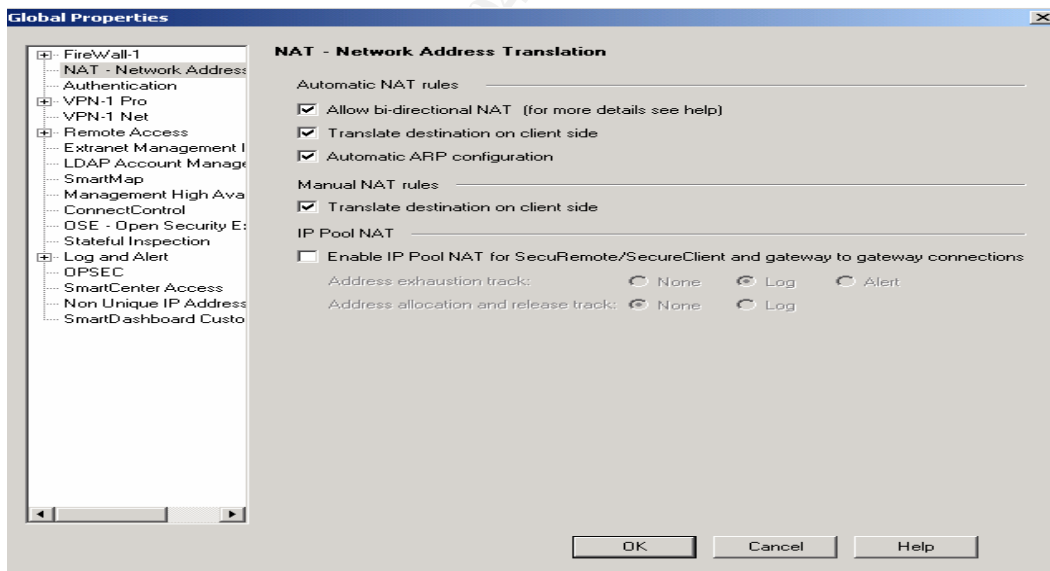 Global Properties
FireWall-1
NAT - Network Address
Authentication
VPN-1 Pro
VPN-1 Net
Remote Access
Extranet Management I
LDAP Account Manage
SmartMap
Management High Ava
ConnectControl
OSE - Open Security E
Stateful Inspection
Log and Alert
OPSEC
SmartCenter Access
Non Unique IP Address
SmartDashboard Custo
NAT - Network Address Translation
Automatic NAT rules
Allow bi-directional NAT (for more details see help)
Translate destination on client side
Automatic ARP configuration
Manual NAT rules
Translate destination on client side
IP Pool NAT
Enable IP Pool NAT for SecuRemote/SecureClient and gateway to gateway connections
Address exhaustion track: None Log Alert
Address allocation and release track: None Log
OK Cancel Help